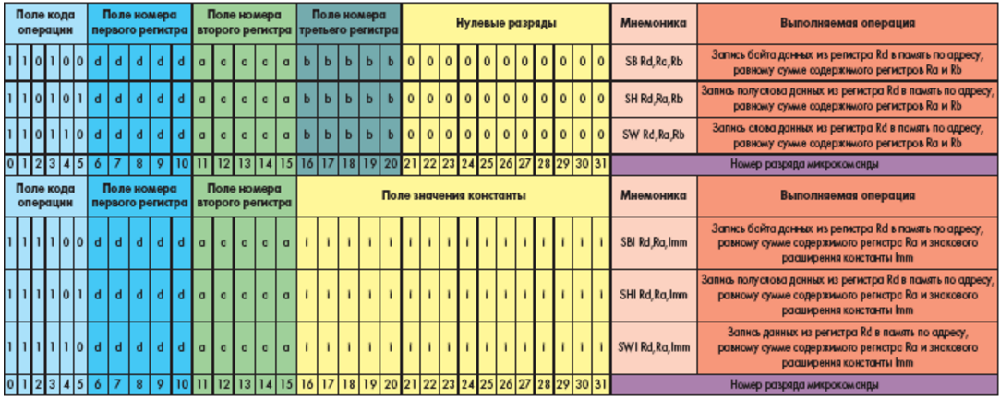 Поле кода операции Поле номера первого регистра Поле номера второго регистра Поле номера третьего регистра Нулевые разряды Мнемоника Выполняемая операция
1 1 0 1 0 0 d d d d d a a a a a b b b b b 0 0 0 0 0 0 0 0 0 0 0 SB Rd,Ra,Rb Запись байта данных из регистра Rd в память по адресу, равному сумме содержимого регистров Ra и Rb
1 1 0 1 0 1 d d d d d a a a a a b b b b b 0 0 0 0 0 0 0 0 0 0 0 SH Rd,Ra,Rb Запись полуслова данных из регистра Rd в память по адресу, равному сумме содержимого регистров Ra и Rb
1 1 0 1 1 0 d d d d d a a a a a b b b b b 0 0 0 0 0 0 0 0 0 0 0 SW Rd,Ra,Rb Запись слова данных из регистра Rd в память по адресу, равному сумме содержимого регистров Ra и Rb
0 1 2 3 4 5 6 7 8 9 10 11 12 13 14 15 16 17 18 19 20 21 22 23 24 25 26 27 28 29 30 31 Номер разряда микрокоманды
Поле кода операции Поле номера первого регистра Поле номера второго регистра Поле значения константы Мнемоника Выполняемая операция
1 1 1 1 0 0 d d d d d a a a a a i i i i i i i i i i i i i i i i SBI Rd,Ra,Imm Запись байта данных из регистра Rd в память по адресу, равному сумме содержимого регистра Ra и знакового расширения константы Imm
1 1 1 1 0 1 d d d d d a a a a a i i i i i i i i i i i i i i i i SHI Rd,Ra,Imm Запись полуслова данных из регистра Rd в память по адресу, равному сумме содержимого регистра Ra и знакового расширения константы Imm
1 1 1 1 1 0 d d d d d a a a a a i i i i i i i i i i i i i i i i SWI Rd,Ra,Imm Запись данных из регистра Rd в память по адресу, равному сумме содержимого регистра Ra и знакового расширения константы Imm
0 1 2 3 4 5 6 7 8 9 10 11 12 13 14 15 16 17 18 19 20 21 22 23 24 25 26 27 28 29 30 31 Номер разряда микрокоманды